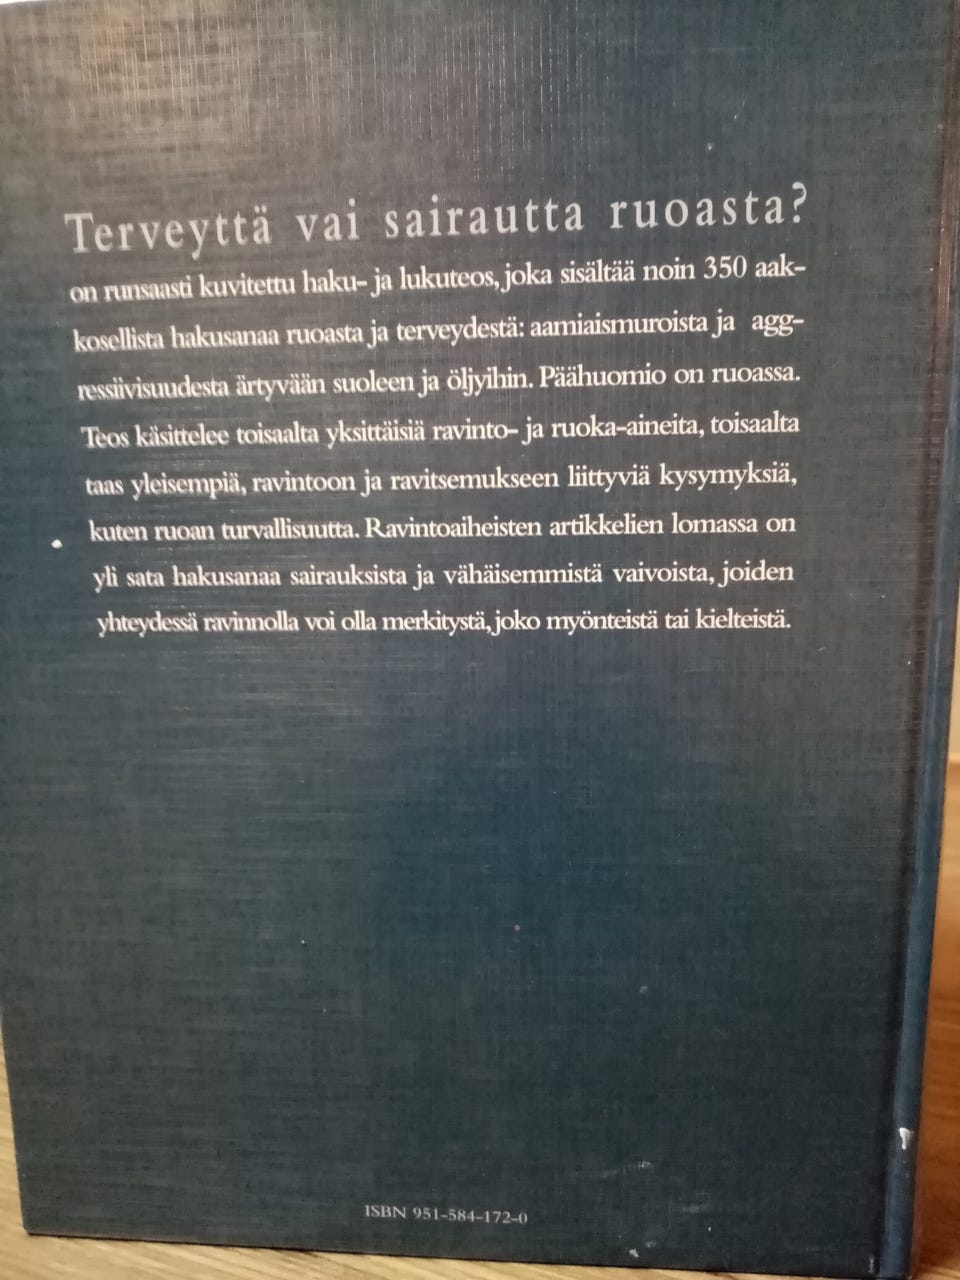 Terveyttä vai sairautta ruoasta?
on runsaasti kuvitettu haku- ja lukuteos, joka sisältää noin 350 aak-
kosellista hakusanaa ruoasta ja terveydestä: aamiaismuroista ja agg-
ressiivisuudesta ärtyvään suoleen ja öljyihin. Päähuomio on ruoassa.
Teos käsittelee toisaalta yksittäisiä ravinto- ja ruoka-aineita, toisaalta
taas yleisempiä, ravintoon ja ravitsemukseen liittyviä kysymyksiä,
kuten ruoan turvallisuutta. Ravintoaiheisten artikkelien lomassa on
yli sata hakusanaa sairauksista ja vähäisemmistä vaivoista, joiden
yhteydessä ravinnolla voi olla merkitystä, joko myönteistä tai kielteistä.
ISBN 951-584-172-0